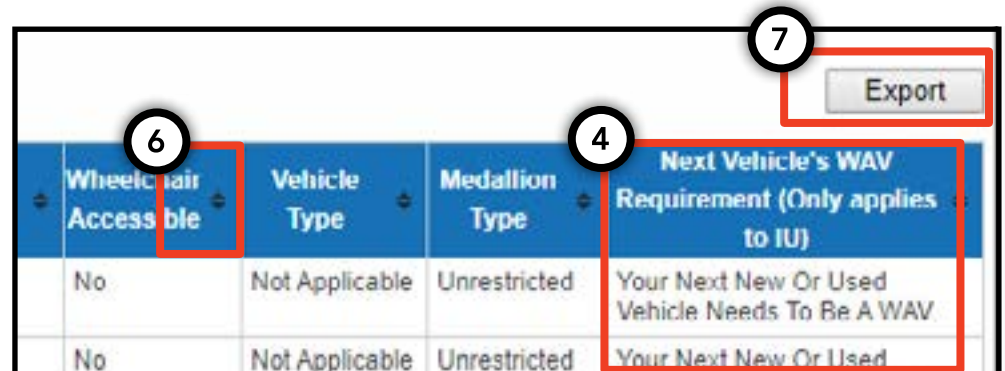 7
Export
6
4
Wheelchair
Accessible
Vehicle
Type
Medallion
Type
Next Vehicle's WAV
Requirement (Only applies
to IU)
No
Not Applicable
Unrestricted
Your Next New Or Used
Vehicle Needs To Be A WAV
No
Not Applicable
Unrestricted
Your Next New Or Used